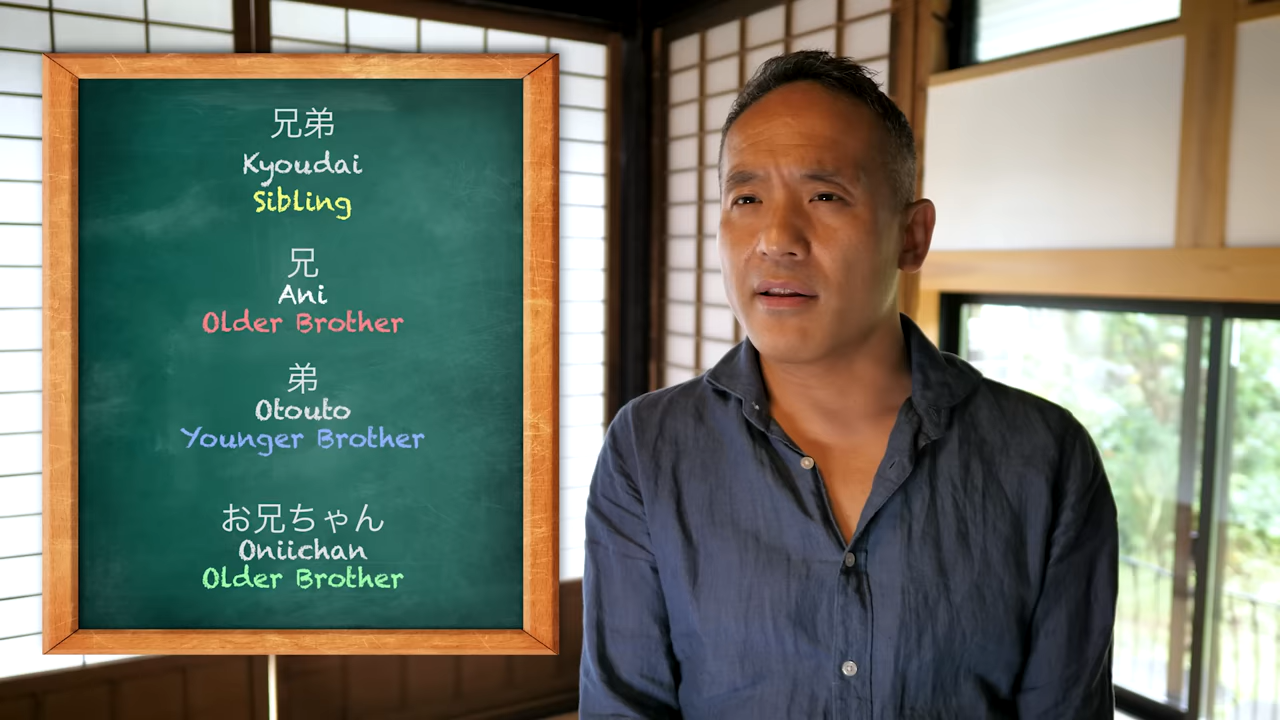 兄弟
Kyoudai
Sibling
兄
Ani
Older Brother
弟
Otouto
Younger Brother
お兄ちゃん
Oniichan
Older Brother